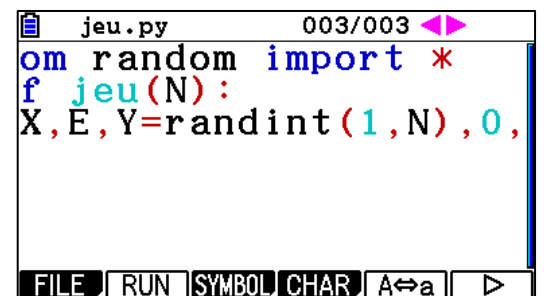 jeu.py 003/003
om random import *
f jeu(N):
X,E,Y=randint(1,N),0,
FILE RUN SYMBOL CHAR A⇔a ▷